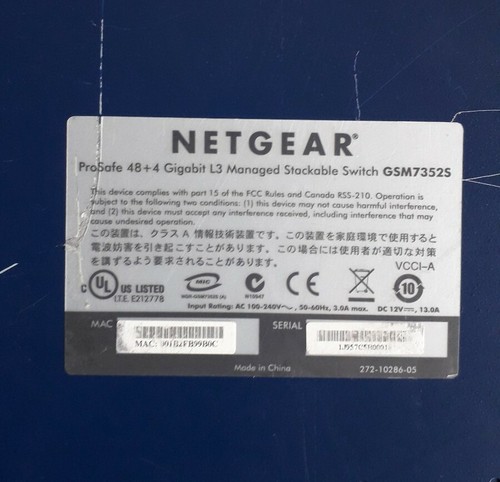 NETGEAR®
ProSafe 48+4 Gigabit L3 Managed Stackable Switch GSM7352S
This device complies with part 15 of the FCC Rules and Canada RSS-210. Operation is
subject to the following two conditions: (1) this device may not cause harmful interference,
and (2) this device must accept any interference received, including interference that may
cause undesired operation.
この装置は、クラス A 情報技術装置です。この装置を家庭環境で使用すると
電波妨害を引き起こすことがあります。この場合には使用者が適切な対策
を講ずるよう要求されることがあります。
VCCI-A
C UL US LISTED
I.T.E. E212778
MIC
N10947
CE
10
Input Rating: AC 100-240V~, 50-60Hz, 3.0A max. DC 12V⎓, 13.0A
MAC
SERIAL
MAC:
Made in China
272-10286-05